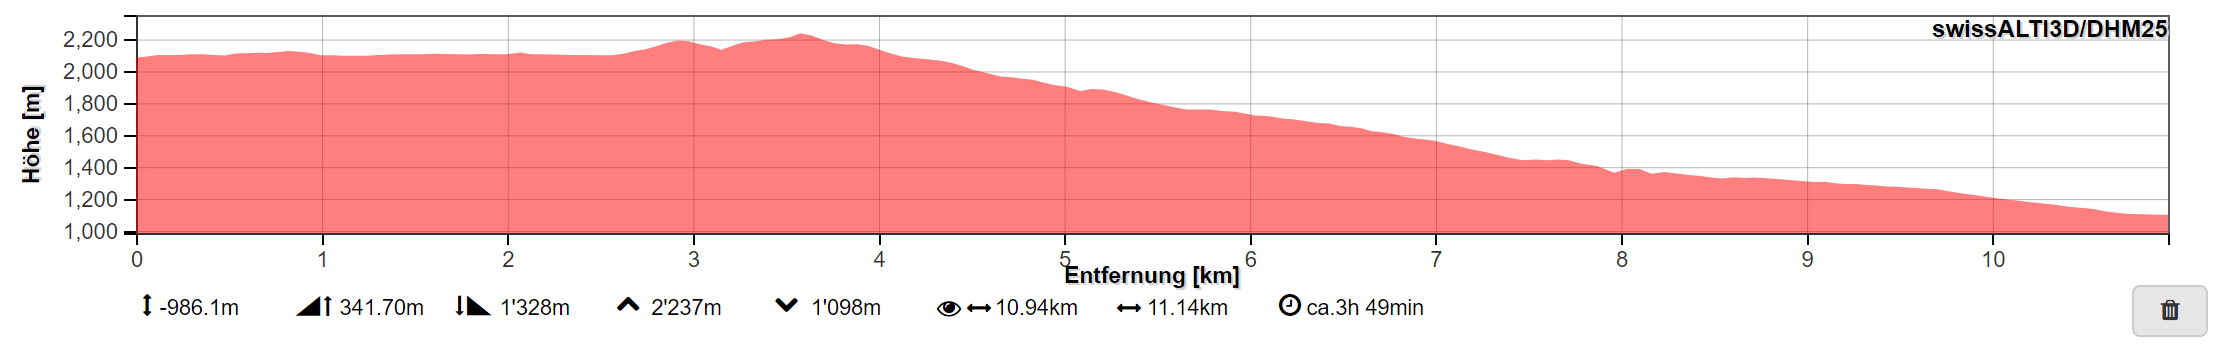 swissALTI3D/DHM25
Höhe [m]
2,200
2,000
1,800
1,600
1,400
1,200
1,000
0 1 2 3 4 5 6 7 8 9 10
Entfernung [km]
-986.1m 341.70m 1'328m 2'237m 1'098m 10.94km 11.14km ca.3h 49min